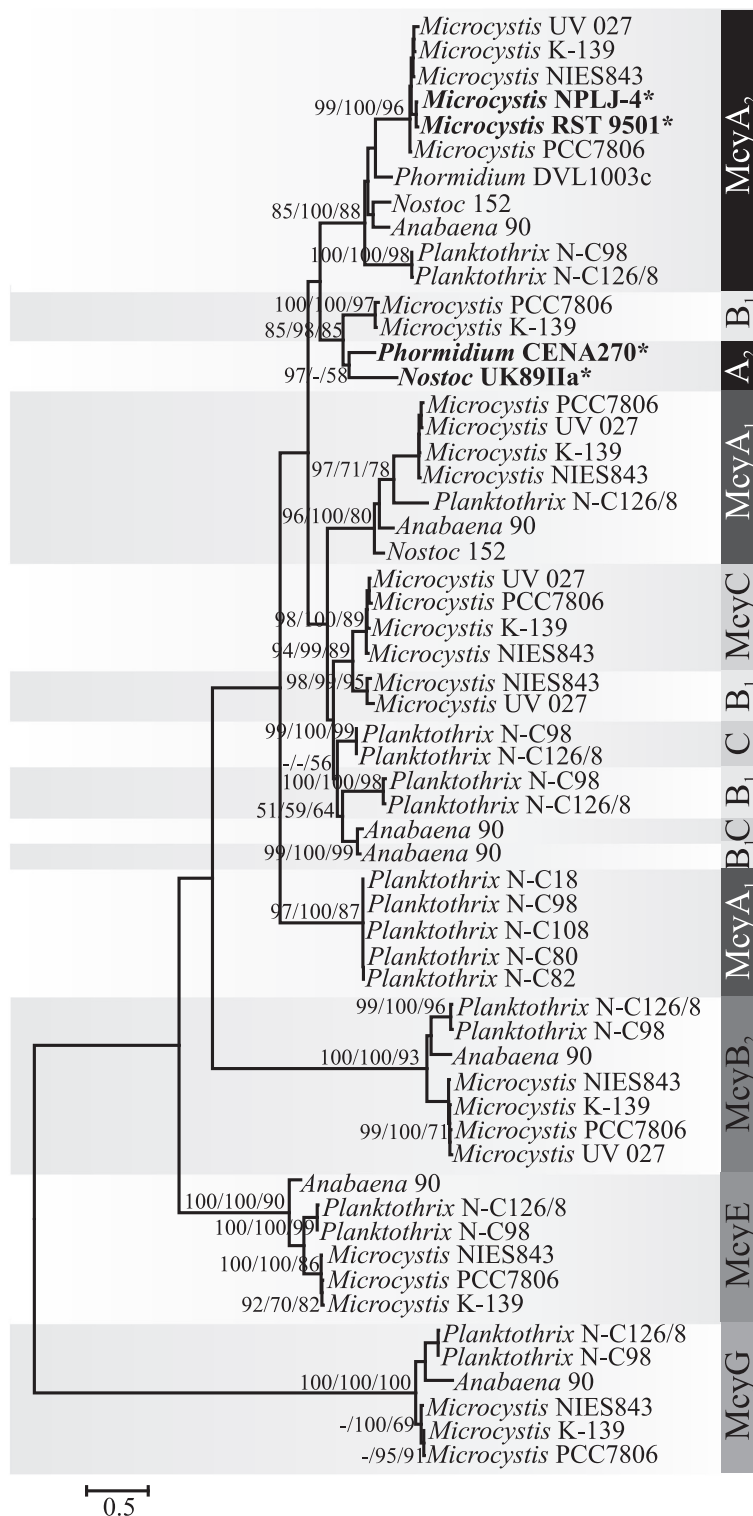 Microcystis UV 027
Microcystis K-139
Microcystis NIES843
99/100/96
Microcystis NPLJ-4*
Microcystis RST 9501*
Microcystis PCC7806
Phormidium DVL1003c
85/100/88
Nostoc 152
Anabaena 90
100/100/98
Planktothrix N-C98
Planktothrix N-C126/8
McyA2
100/100/97
Microcystis PCC7806
85/98/85
Microcystis K-139
B1
Phormidium CENA270*
97/-/58
Nostoc UK89IIa*
A2
Microcystis PCC7806
Microcystis UV 027
Microcystis K-139
97/71/78
Microcystis NIES843
Planktothrix N-C126/8
96/100/80
Anabaena 90
Nostoc 152
McyA1
Microcystis UV 027
Microcystis PCC7806
98/100/89
Microcystis K-139
94/99/89
Microcystis NIES843
McyC
98/99/95
Microcystis NIES843
Microcystis UV 027
B1
99/100/99
Planktothrix N-C98
-/-/56
Planktothrix N-C126/8
C
100/100/98
Planktothrix N-C98
51/59/64
Planktothrix N-C126/8
B1
Anabaena 90
C
99/100/99
Anabaena 90
B1
Planktothrix N-C18
Planktothrix N-C98
97/100/87
Planktothrix N-C108
Planktothrix N-C80
Planktothrix N-C82
McyA1
99/100/96
Planktothrix N-C126/8
Planktothrix N-C98
100/100/93
Anabaena 90
Microcystis NIES843
Microcystis K-139
99/100/71
Microcystis PCC7806
Microcystis UV 027
McyB2
Anabaena 90
100/100/90
Planktothrix N-C126/8
100/100/99
Planktothrix N-C98
100/100/86
Microcystis NIES843
Microcystis PCC7806
92/70/82
Microcystis K-139
McyE
Planktothrix N-C126/8
Planktothrix N-C98
100/100/100
Anabaena 90
Microcystis NIES843
-/100/69
Microcystis K-139
-/95/91
Microcystis PCC7806
McyG
0.5